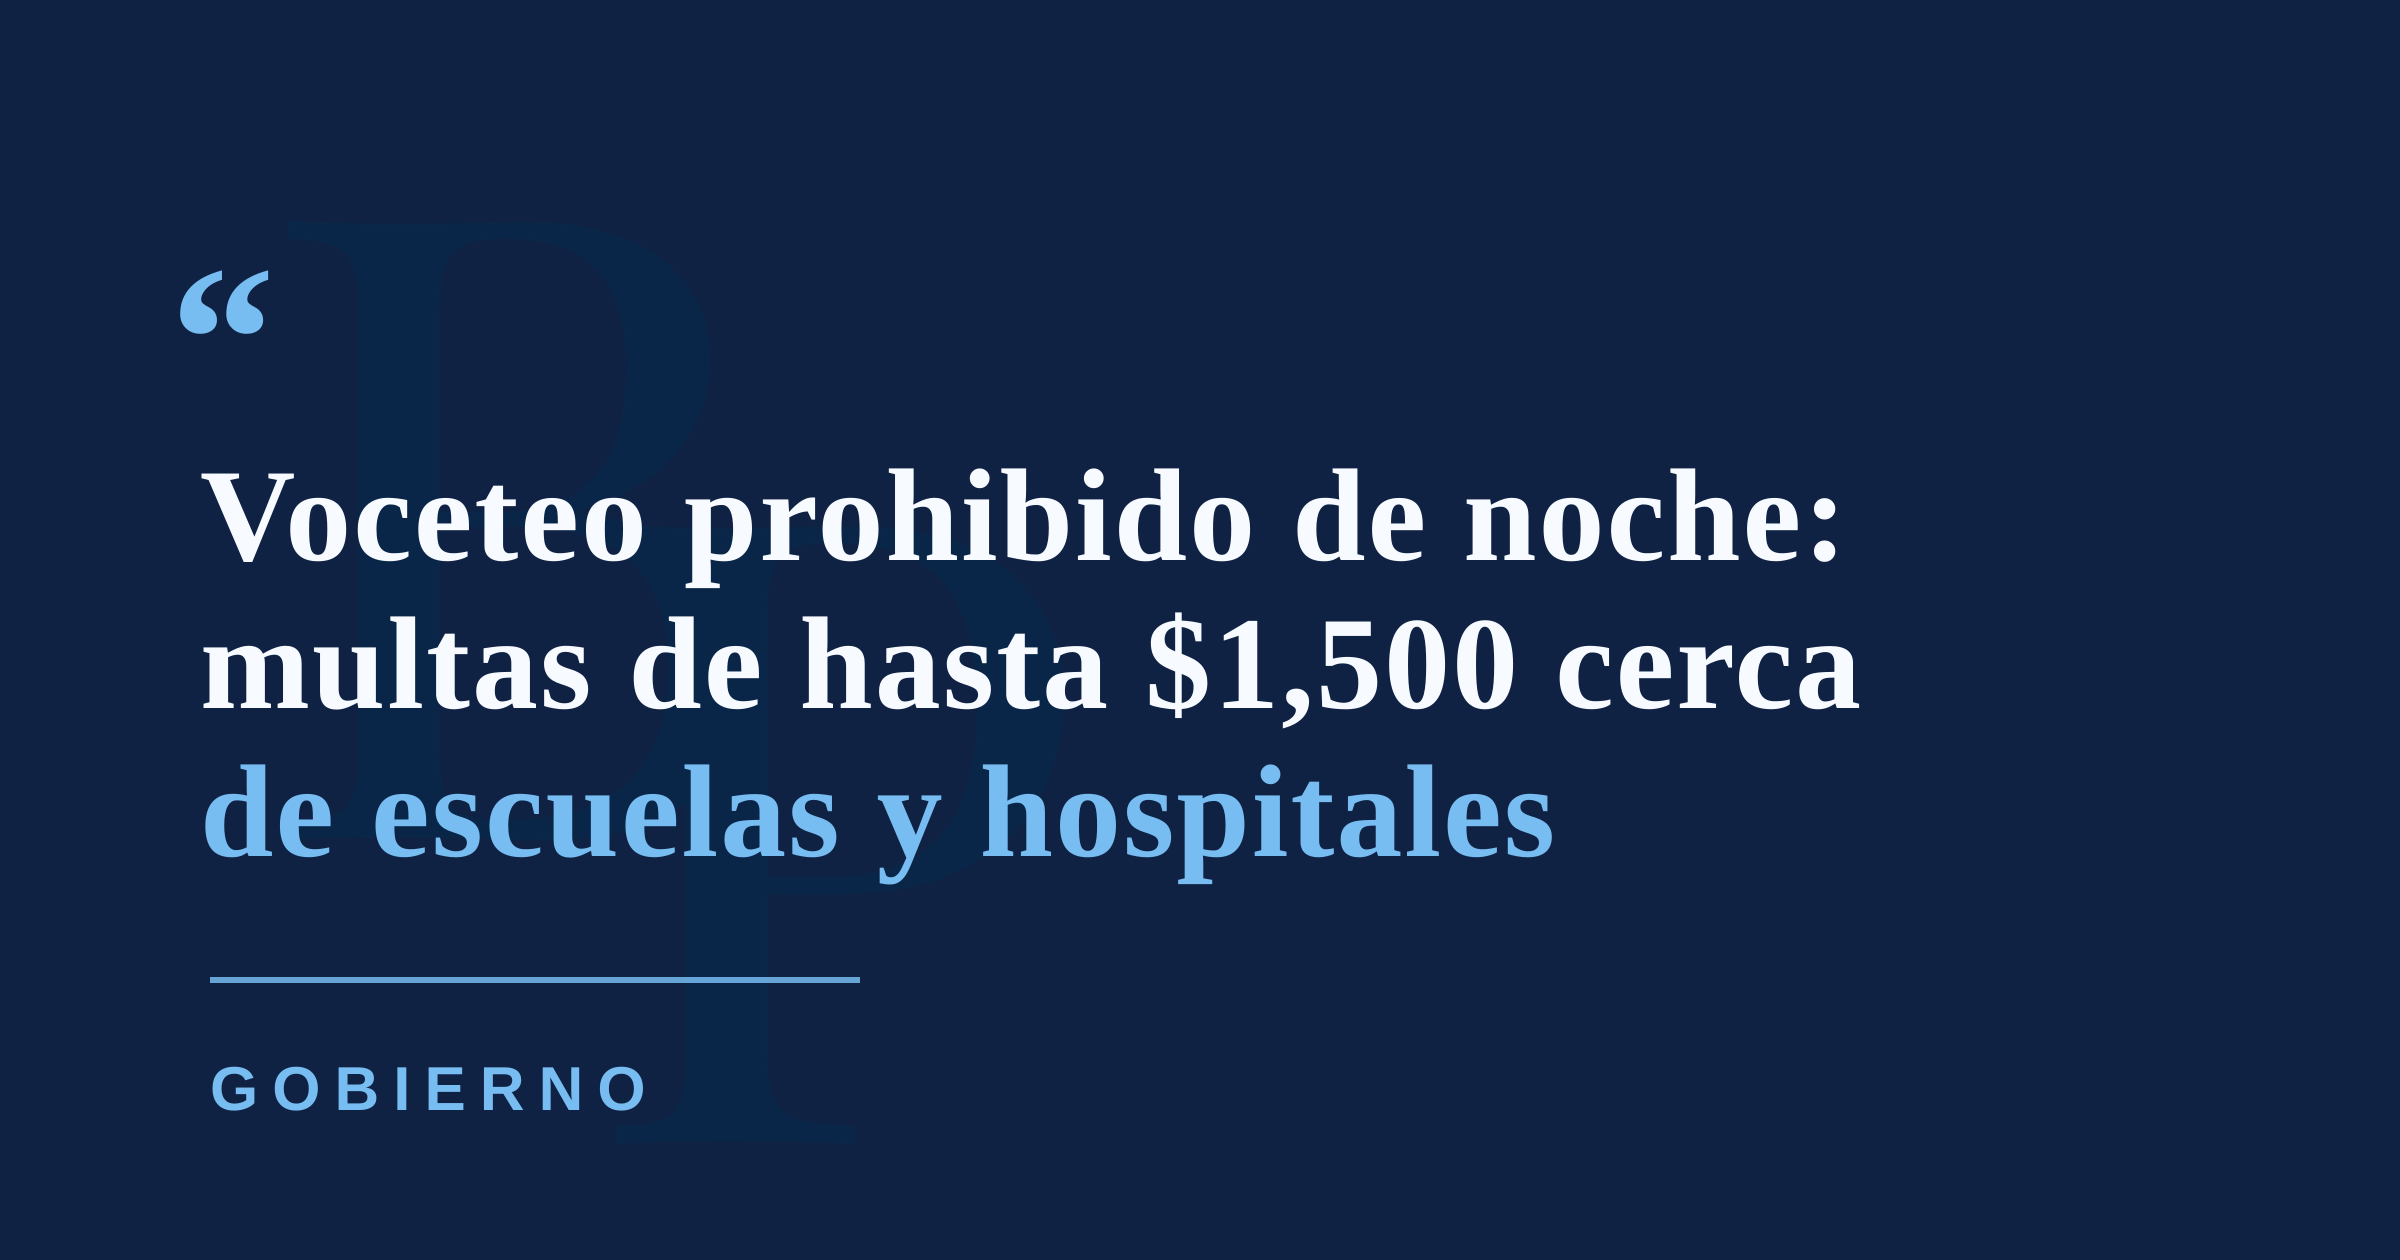 “
Voceteo prohibido de noche:
multas de hasta $1,500 cerca
de escuelas y hospitales
GOBIERNO